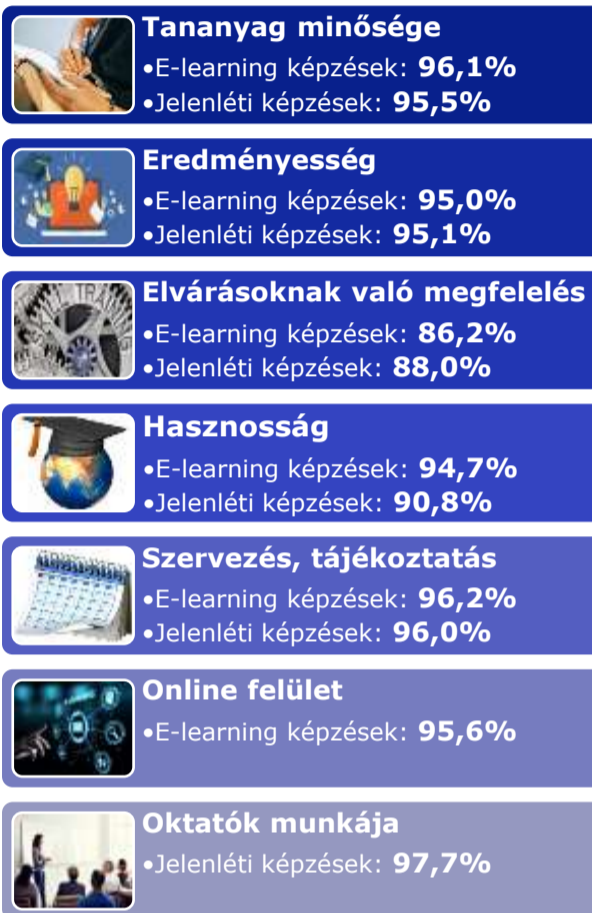 Tananyag minősége
•E-learning képzések: 96,1%
•Jelenléti képzések: 95,5%
Eredményesség
•E-learning képzések: 95,0%
•Jelenléti képzések: 95,1%
Elvárásoknak való megfelelés
•E-learning képzések: 86,2%
•Jelenléti képzések: 88,0%
TRAINING
Hasznosság
•E-learning képzések: 94,7%
•Jelenléti képzések: 90,8%
Szervezés, tájékoztatás
•E-learning képzések: 96,2%
•Jelenléti képzések: 96,0%
Online felület
•E-learning képzések: 95,6%
Oktatók munkája
•Jelenléti képzések: 97,7%